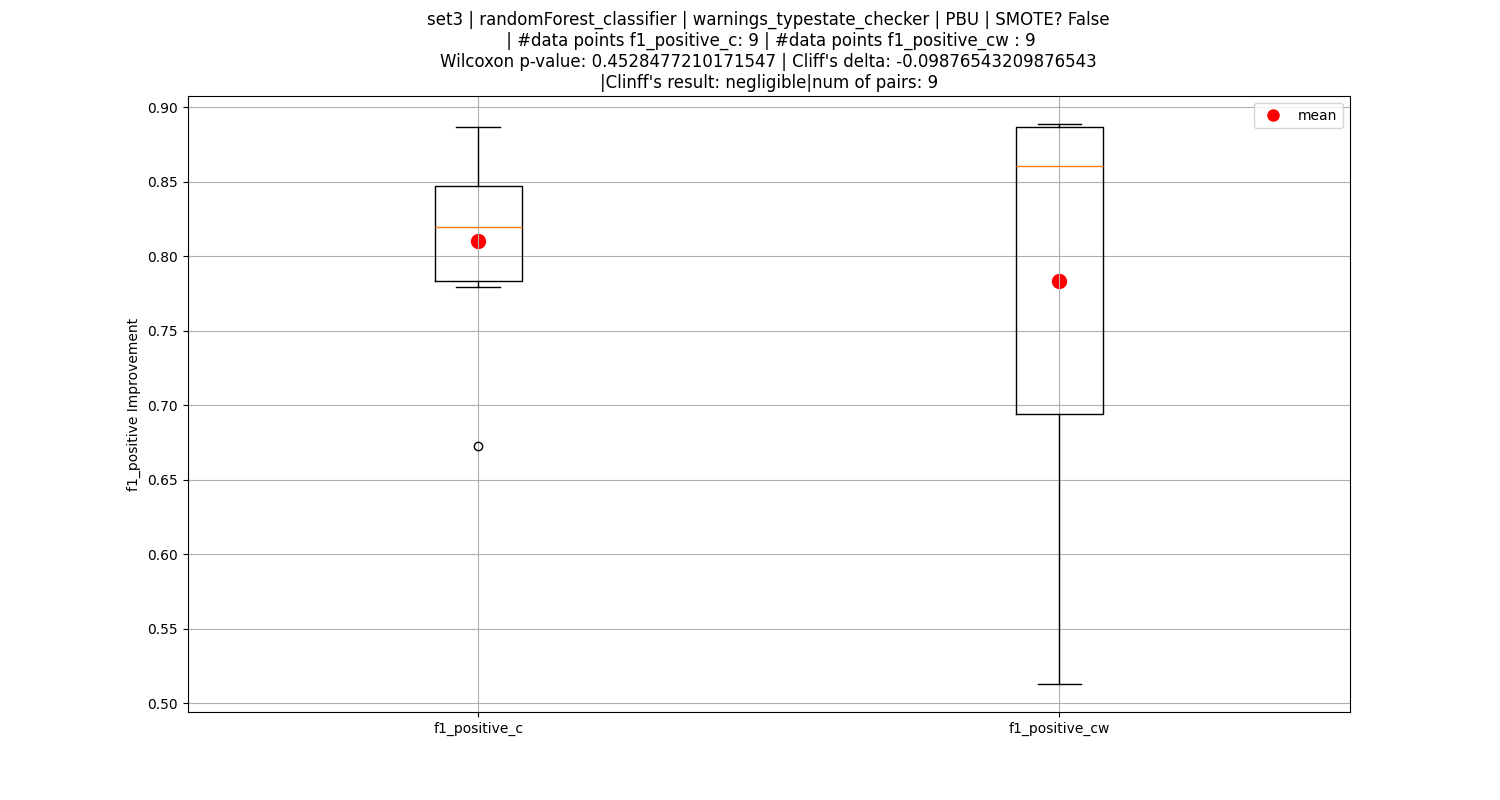 set3 | randomForest_classifier | warnings_typestate_checker | PBU | SMOTE? False
| #data points f1_positive_c: 9 | #data points f1_positive_cw : 9
Wilcoxon p-value: 0.4528477210171547 | Cliff's delta: -0.09876543209876543
|Clinff's result: negligible|num of pairs: 9
mean
0.90
0.85
0.80
0.75
0.70
0.65
0.60
0.55
0.50
f1_positive Improvement
f1_positive_c
f1_positive_cw